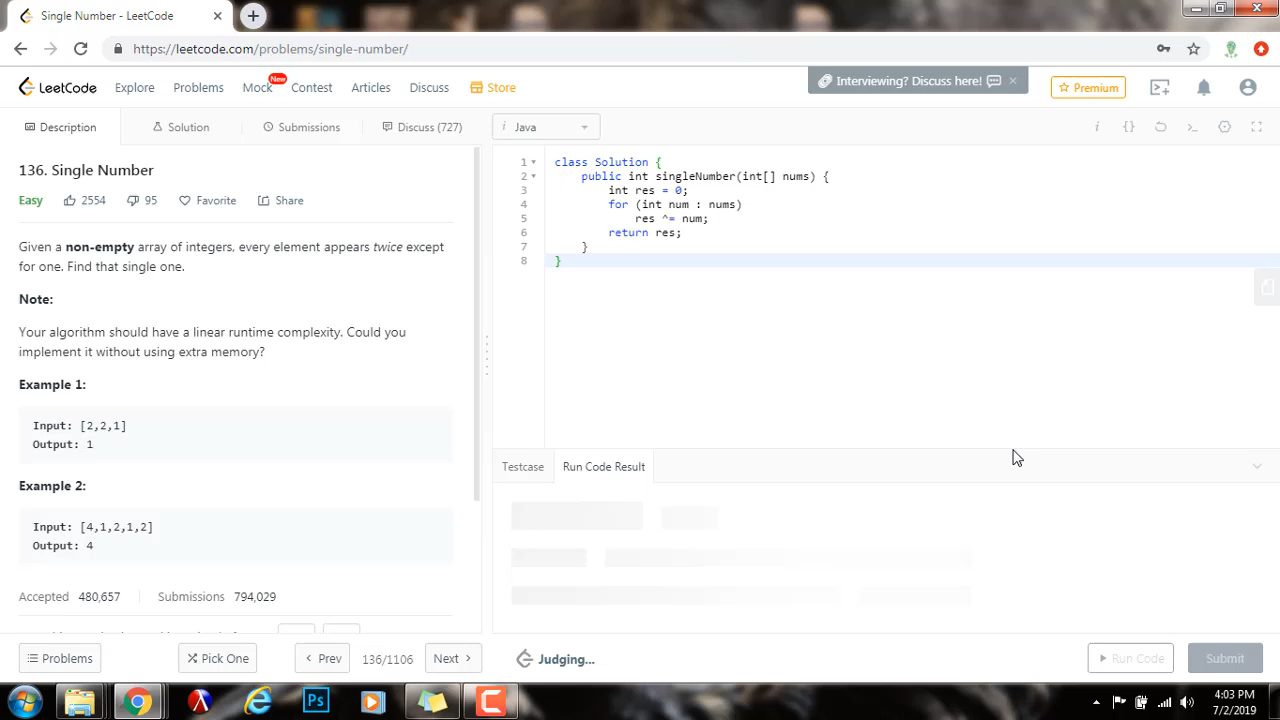 Single Number - LeetCode
https://leetcode.com/problems/single-number/
LeetCode
Explore
Problems
Mock
New
Contest
Articles
Discuss
Store
Interviewing? Discuss here!
Premium
Description
Solution
Submissions
Discuss (727)
i Java
136. Single Number
Easy
2554
95
Favorite
Share
Given a non-empty array of integers, every element appears twice except
for one. Find that single one.
Note:
Your algorithm should have a linear runtime complexity. Could you
implement it without using extra memory?
Example 1:
Input: [2,2,1]
Output: 1
Example 2:
Input: [4,1,2,1,2]
Output: 4
Accepted 480,657
Submissions 794,029
1 class Solution {
2 public int singleNumber(int[] nums) {
3 int res = 0;
4 for (int num : nums)
5 res ^= num;
6 return res;
7 }
8 }
Testcase
Run Code Result
Problems
Pick One
Prev
136/1106
Next
Judging...
Run Code
Submit
Ps
4:03 PM
7/2/2019